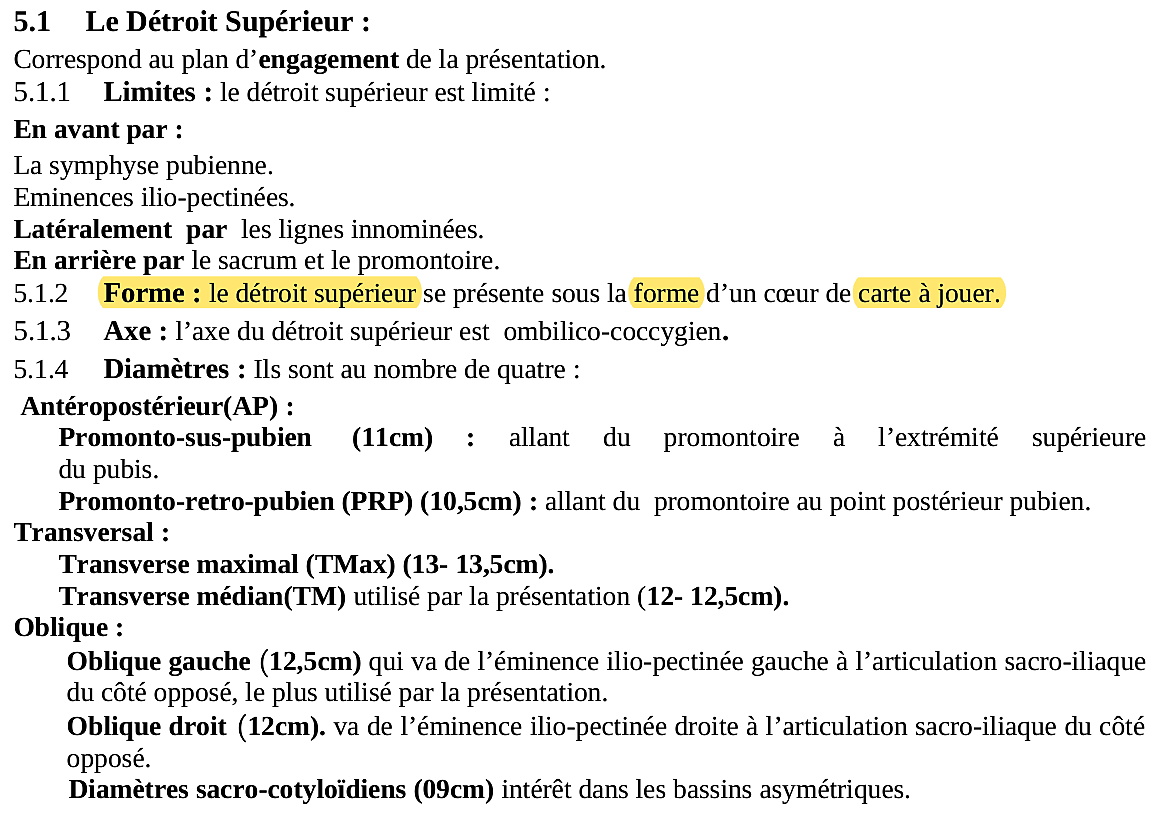 5.1 Le Détroit Supérieur :
Correspond au plan d’engagement de la présentation.
5.1.1 Limites : le détroit supérieur est limité :
En avant par :
La symphyse pubienne.
Eminences ilio-pectinées.
Latéralement par les lignes innominées.
En arrière par le sacrum et le promontoire.
5.1.2 Forme : le détroit supérieur se présente sous la forme d’un cœur de carte à jouer.
5.1.3 Axe : l’axe du détroit supérieur est ombilico-coccygien.
5.1.4 Diamètres : Ils sont au nombre de quatre :
Antéropostérieur(AP) :
Promonto-sus-pubien (11cm) : allant du promontoire à l’extrémité supérieure
du pubis.
Promonto-retro-pubien (PRP) (10,5cm) : allant du promontoire au point postérieur pubien.
Transversal :
Transverse maximal (TMax) (13- 13,5cm).
Transverse médian(TM) utilisé par la présentation (12- 12,5cm).
Oblique :
Oblique gauche (12,5cm) qui va de l’éminence ilio-pectinée gauche à l’articulation sacro-iliaque
du côté opposé, le plus utilisé par la présentation.
Oblique droit (12cm). va de l’éminence ilio-pectinée droite à l’articulation sacro-iliaque du côté
opposé.
Diamètres sacro-cotyloïdiens (09cm) intérêt dans les bassins asymétriques.